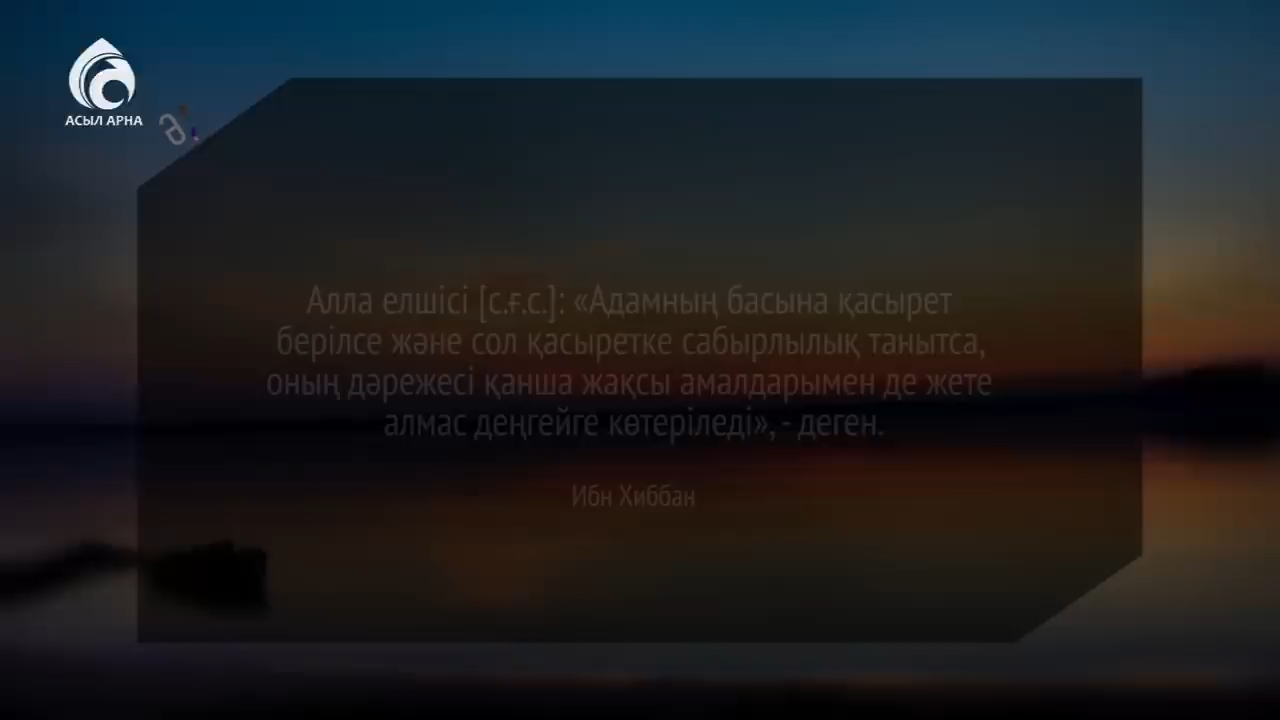 АСЫЛ АРНА
Алла елшісі [с.ғ.с.]: «Адамның басына қасырет
берілсе және сол қасыретке сабырлылық танытса,
оның дәрежесі қанша жақсы амалдарымен де жете
алмас деңгейге көтеріледі», - деген.
Ибн Хиббан